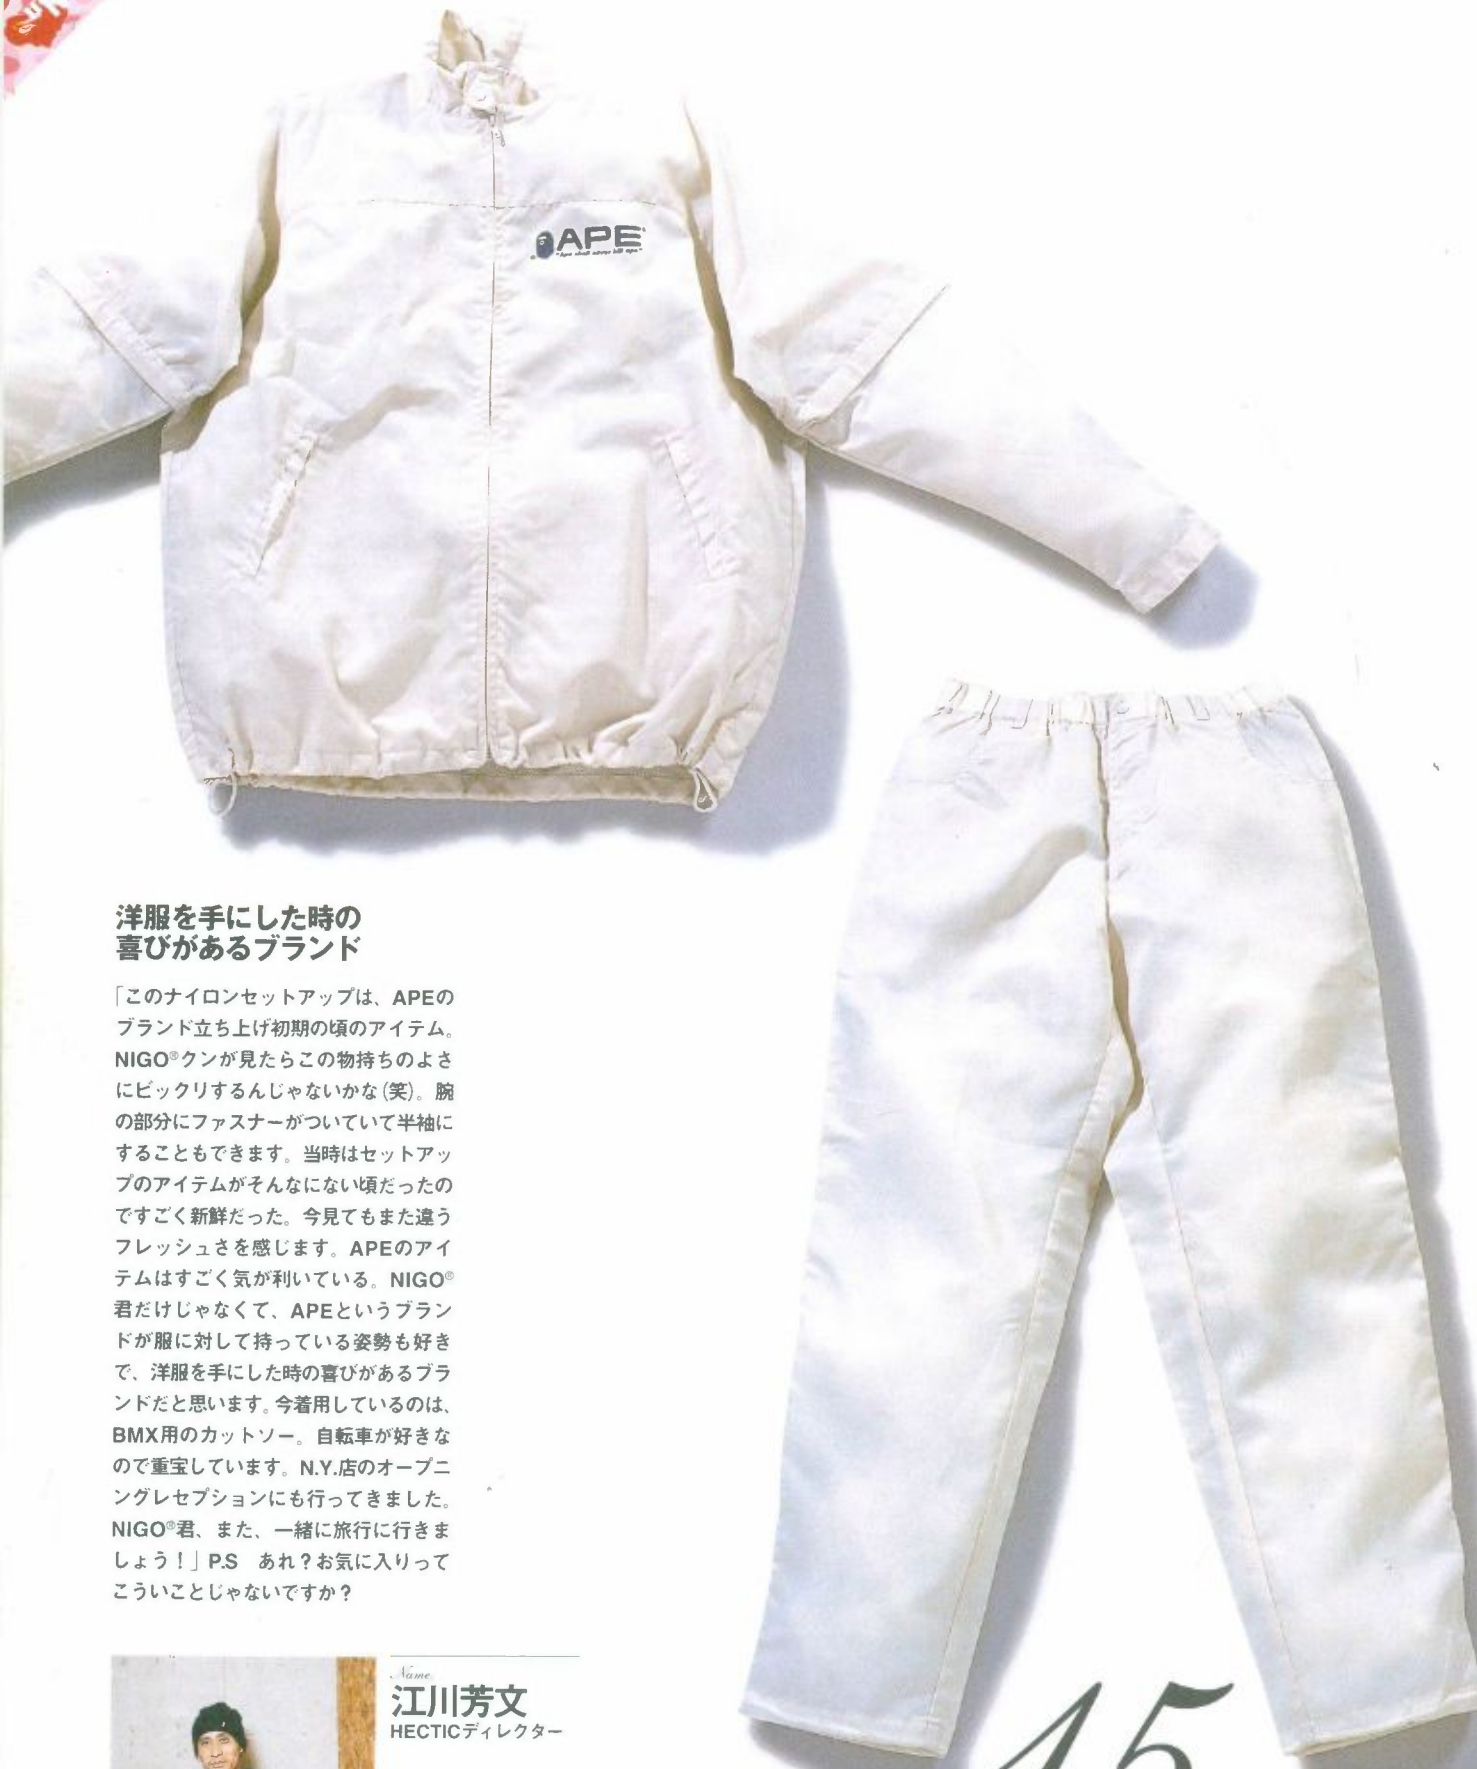 APE
"Ape shall never kill ape"
洋服を手にした時の
喜びがあるブランド
「このナイロンセットアップは、APEの
ブランド立ち上げ初期の頃のアイテム。
NIGO®クンが見たらこの物持ちのよさ
にビックリするんじゃないかな(笑)。腕
の部分にファスナーがついていて半袖に
することもできます。当時はセットアッ
プのアイテムがそんなにない頃だったの
ですごく新鮮だった。今見てもまた違う
フレッシュさを感じます。APEのアイ
テムはすごく気が利いている。NIGO®
君だけじゃなくて、APEというブラン
ドが服に対して持っている姿勢も好き
で、洋服を手にした時の喜びがあるブラ
ンドだと思います。今着用しているのは、
BMX用のカットソー。自転車が好きな
ので重宝しています。N.Y.店のオープニ
ングレセプションにも行ってきました。
NIGO®君、また、一緒に旅行に行きま
しょう！」P.S　あれ？お気に入りって
こういことじゃないですか？
Name
江川芳文
HECTICディレクター
15